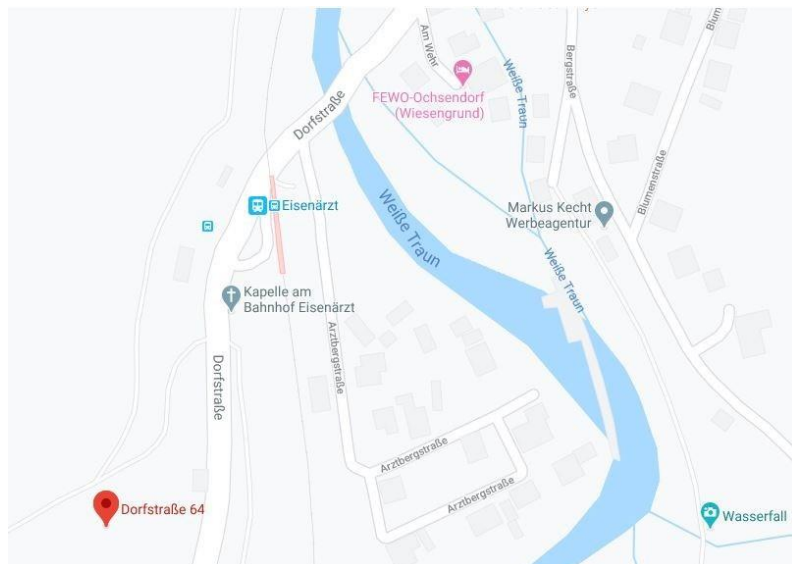 Am Wehr
FEWO-Ochsendorf
(Wiesengrund)
Weiße Traun
Bergstraße
Dorfstraße
Blumenstraße
Eisenärzt
Weiße Traun
Markus Kecht
Werbeagentur
Weiße Traun
Kapelle am
Bahnhof Eisenärzt
Arztbergstraße
Dorfstraße
Arztbergstraße
Arztbergstraße
Dorfstraße 64
Wasserfall